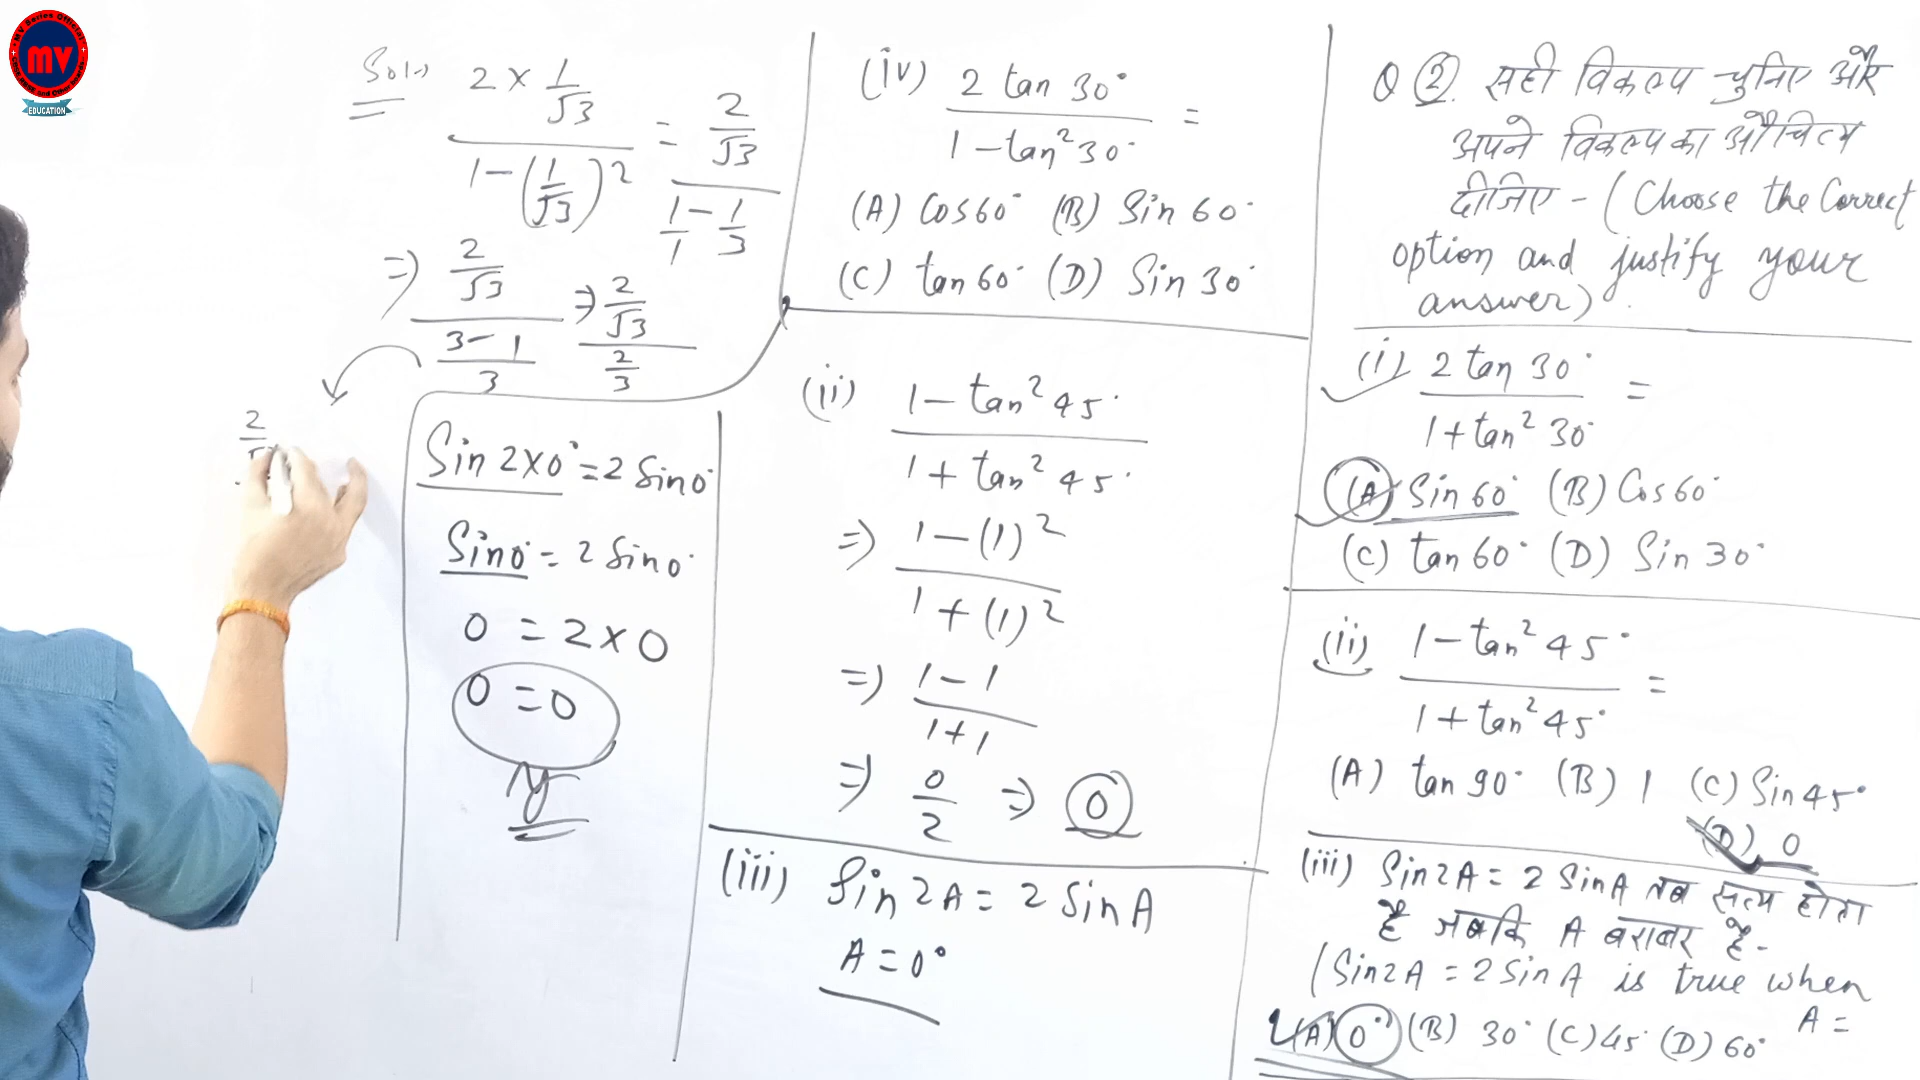 MV Series Official
MV
EDUCATION
Q (2). सही विकल्प चुनिए और
अपने विकल्प का औचित्य
दीजिए - (Choose the Correct
option and justify your
answer).
(i) 2 tan 30° / 1 + tan² 30° =
(A) Sin 60° (B) Cos 60°
(C) tan 60° (D) Sin 30°
(ii) 1 - tan² 45° / 1 + tan² 45° =
(A) tan 90° (B) 1 (C) Sin 45°
(D) 0
(iii) Sin 2A = 2 Sin A तब सत्य होता
है जबकि A बराबर है -
(Sin 2A = 2 Sin A is true when
A =
(A) 0° (B) 30° (C) 45° (D) 60°
(iv) 2 tan 30° / 1 - tan² 30° =
(A) Cos 60° (B) Sin 60°
(C) tan 60° (D) Sin 30°
(ii) 1 - tan² 45° / 1 + tan² 45°
=> 1 - (1)² / 1 + (1)²
=> 1 - 1 / 1 + 1
=> 0 / 2 => 0
(iii) Sin 2A = 2 Sin A
A = 0°
Sin 2×0° = 2 Sin 0°
Sin 0° = 2 Sin 0°
0 = 2 × 0
0 = 0
Sol->
2 × 1/√3 / 1 - (1/√3)² = 2/√3 / 1/1 - 1/3
=> 2/√3 / 3 - 1/3 => 2/√3 / 2/3
2